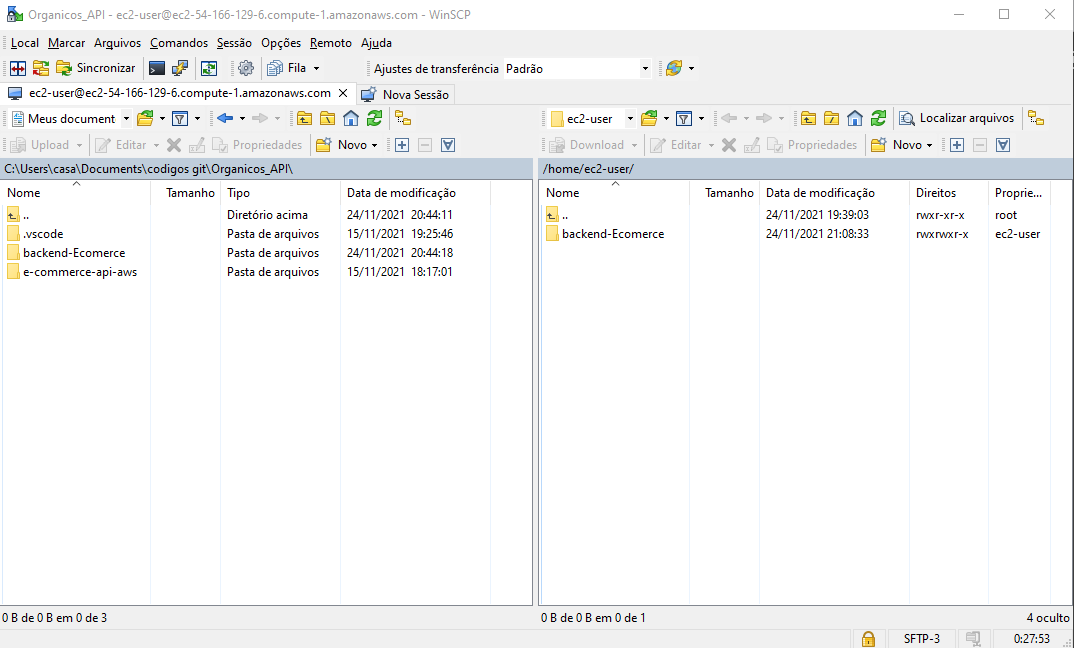 Organicos_API - ec2-user@ec2-54-166-129-6.compute-1.amazonaws.com - WinSCP
Local Marcar Arquivos Comandos Sessão Opções Remoto Ajuda
Sincronizar Fila Ajustes de transferência Padrão
ec2-user@ec2-54-166-129-6.compute-1.amazonaws.com Nova Sessão
Meus document ec2-user Localizar arquivos
Upload Editar Propriedades Novo Download Editar Propriedades Novo
C:\Users\casa\Documents\codigos git\Organicos_API\ /home/ec2-user/
Nome Tamanho Tipo Data de modificação Nome Tamanho Data de modificação Direitos Proprie...
.. Diretório acima 24/11/2021 20:44:11 .. 24/11/2021 19:39:03 rwxr-xr-x root
.vscode Pasta de arquivos 15/11/2021 19:25:46 backend-Ecomerce 24/11/2021 21:08:33 rwxrwxr-x ec2-user
backend-Ecomerce Pasta de arquivos 24/11/2021 20:44:18
e-commerce-api-aws Pasta de arquivos 15/11/2021 18:17:01
0 B de 0 B em 0 de 3 0 B de 0 B em 0 de 1 4 oculto
SFTP-3 0:27:53